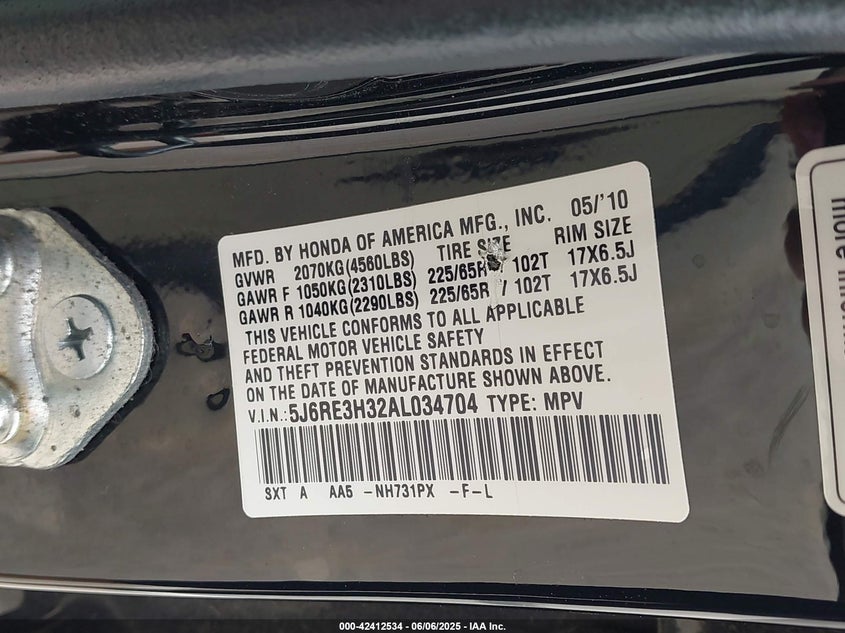 MFD. BY HONDA OF AMERICA MFG., INC. 05/'10
GVWR 2070KG(4560LBS) TIRE SIZE RIM SIZE
GAWR F 1050KG(2310LBS) 225/65R / 102T 17X6.5J
GAWR R 1040KG(2290LBS) 225/65R / 102T 17X6.5J
THIS VEHICLE CONFORMS TO ALL APPLICABLE
FEDERAL MOTOR VEHICLE SAFETY
AND THEFT PREVENTION STANDARDS IN EFFECT
ON THE DATE OF MANUFACTURE SHOWN ABOVE.
V.I.N.:5J6RE3H32AL034704 TYPE: MPV
SXT A AA5 -NH731PX -F-L
more
000-42412534 - 06/06/2025 - IAA Inc.